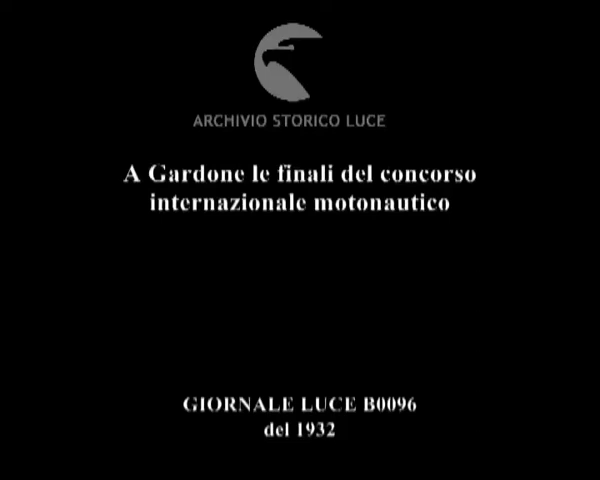 ARCHIVIO STORICO LUCE
A Gardone le finali del concorso
internazionale motonautico
GIORNALE LUCE B0096
del 1932